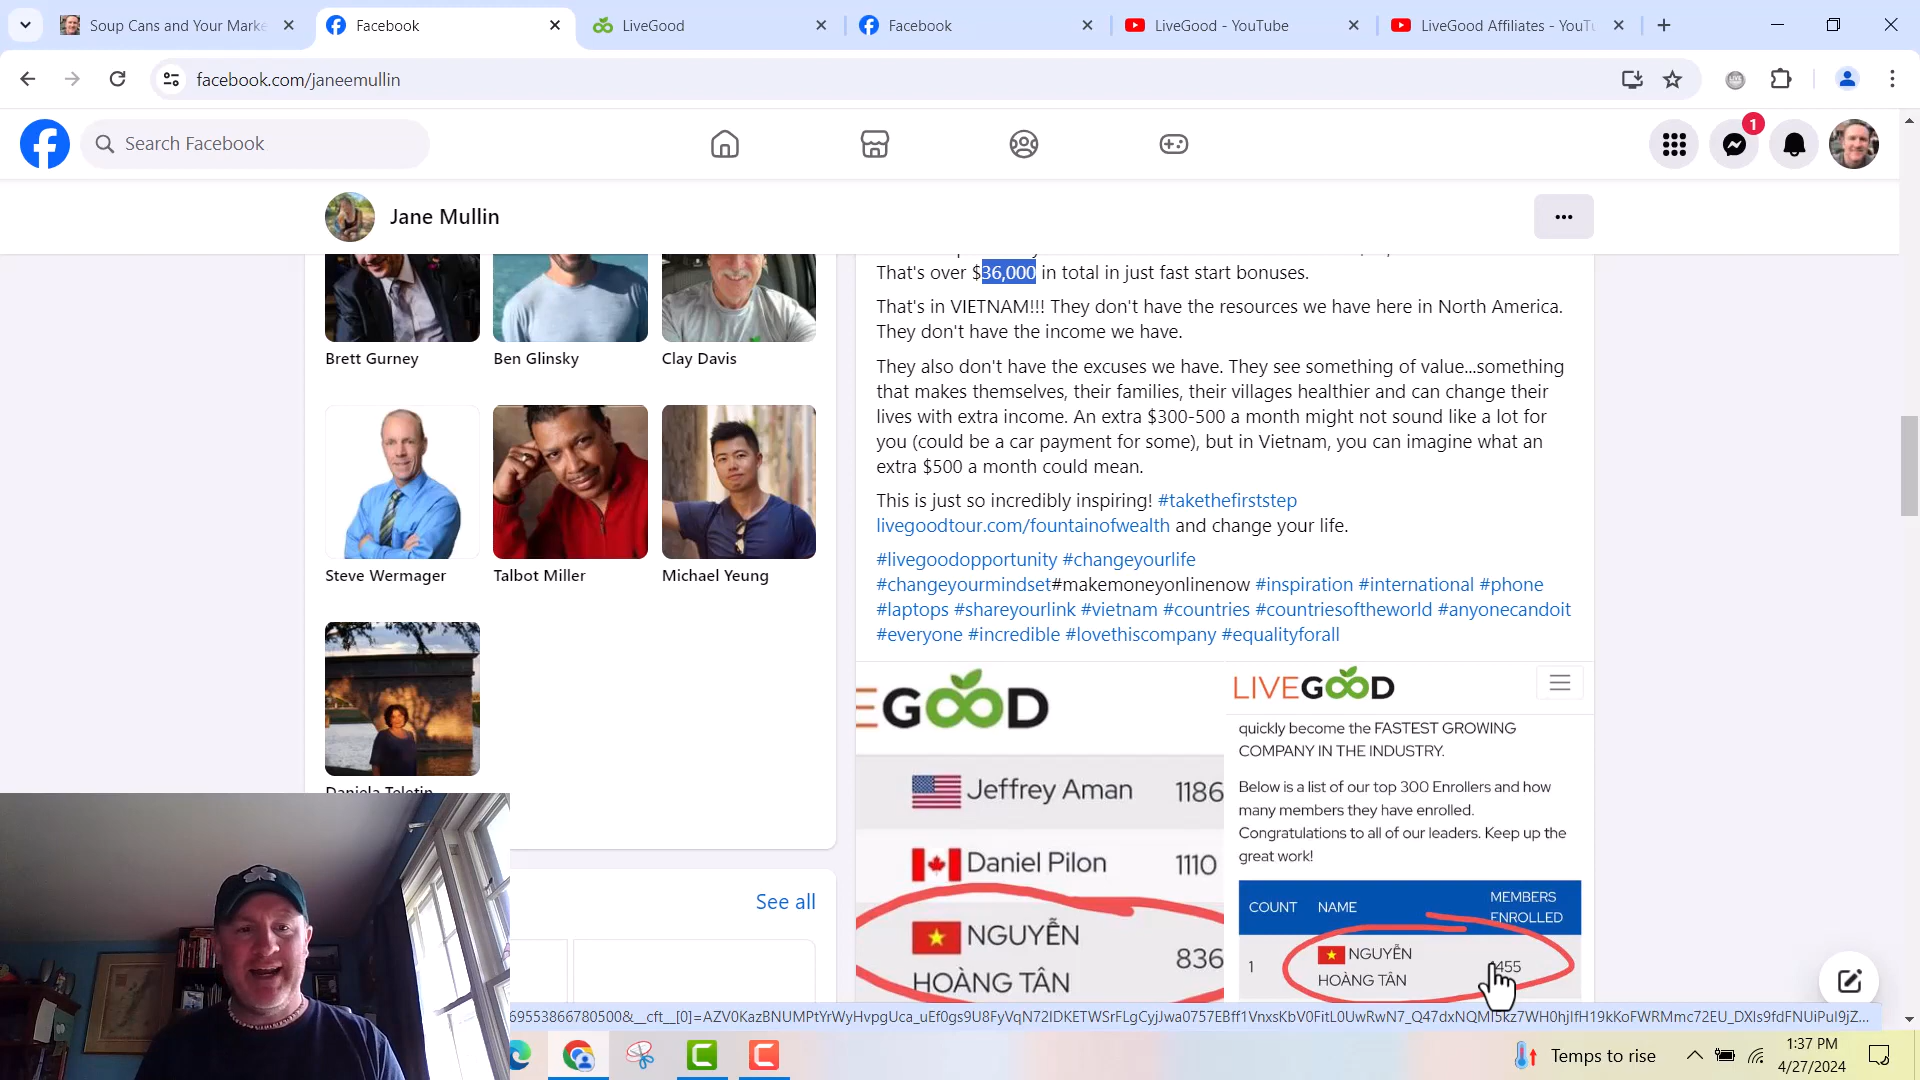 Soup Cans and Your Marke
Facebook
LiveGood
Facebook
LiveGood - YouTube
LiveGood Affiliates - YouTu
facebook.com/janeemullin
Search Facebook
1
Jane Mullin
That's over $36,000 in total in just fast start bonuses.
That's in VIETNAM!!! They don't have the resources we have here in North America.
They don't have the income we have.
They also don't have the excuses we have. They see something of value...something
that makes themselves, their families, their villages healthier and can change their
lives with extra income. An extra $300-500 a month might not sound like a lot for
you (could be a car payment for some), but in Vietnam, you can imagine what an
extra $500 a month could mean.
This is just so incredibly inspiring! #takethefirststep
livegoodtour.com/fountainofwealth and change your life.
#livegoodopportunity #changeyourlife
#changeyourmindset#makemoneyonlinenow #inspiration #international #phone
#laptops #shareyourlink #vietnam #countries #countriesoftheworld #anyonecandoit
#everyone #incredible #lovethiscompany #equalityforall
Brett Gurney
Ben Glinsky
Clay Davis
Steve Wermager
Talbot Miller
Michael Yeung
Daniela Teletin
See all
EGOOD
Jeffrey Aman 1186
Daniel Pilon 1110
NGUYỄN
HOÀNG TÂN
836
LIVEGOOD
quickly become the FASTEST GROWING
COMPANY IN THE INDUSTRY.
Below is a list of our top 300 Enrollers and how
many members they have enrolled.
Congratulations to all of our leaders. Keep up the
great work!
COUNT NAME MEMBERS
ENROLLED
1 NGUYỄN
HOÀNG TÂN
455
Temps to rise
1:37 PM
4/27/2024